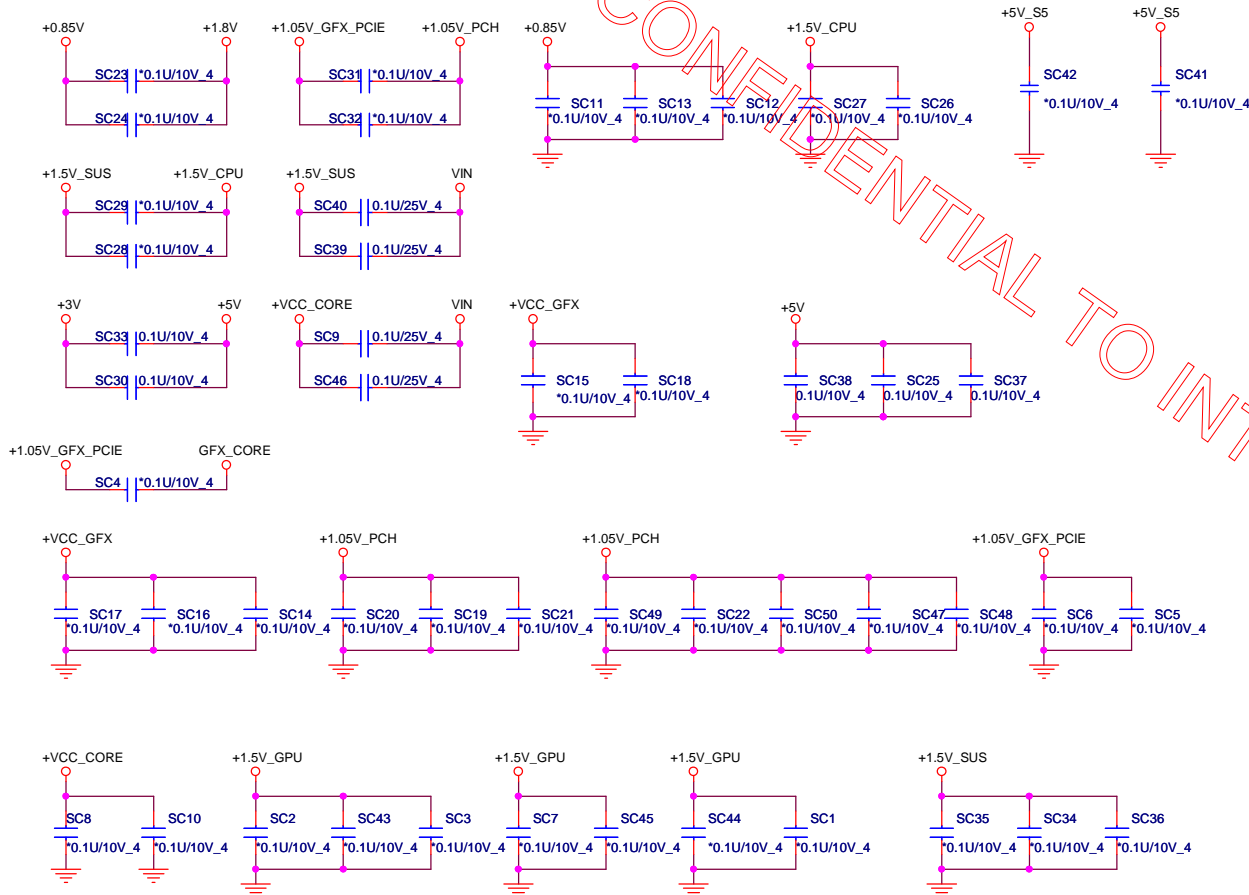 +0.85V +1.8V
SC23 *0.1U/10V_4
SC24 *0.1U/10V_4
+1.05V_GFX_PCIE +1.05V_PCH
SC31 *0.1U/10V_4
SC32 *0.1U/10V_4
+0.85V
SC11 SC13 SC12
*0.1U/10V_4 *0.1U/10V_4 *0.1U/10V_4
+1.5V_CPU
SC27 SC26
*0.1U/10V_4 *0.1U/10V_4
+5V_S5
SC42
*0.1U/10V_4
+5V_S5
SC41
*0.1U/10V_4
CONFIDENTIAL TO INT
+1.5V_SUS +1.5V_CPU
SC29 *0.1U/10V_4
SC28 *0.1U/10V_4
+1.5V_SUS VIN
SC40 0.1U/25V_4
SC39 0.1U/25V_4
+3V +5V
SC33 0.1U/10V_4
SC30 0.1U/10V_4
+VCC_CORE VIN
SC9 0.1U/25V_4
SC46 0.1U/25V_4
+VCC_GFX
SC15 SC18
*0.1U/10V_4 *0.1U/10V_4
+5V
SC38 SC25 SC37
0.1U/10V_4 0.1U/10V_4 0.1U/10V_4
+1.05V_GFX_PCIE GFX_CORE
SC4 *0.1U/10V_4
+VCC_GFX
SC17 SC16 SC14
*0.1U/10V_4 *0.1U/10V_4 *0.1U/10V_4
+1.05V_PCH
SC20 SC19 SC21
*0.1U/10V_4 *0.1U/10V_4 *0.1U/10V_4
+1.05V_PCH
SC49 SC22 SC50 SC47 SC48
*0.1U/10V_4 *0.1U/10V_4 *0.1U/10V_4 *0.1U/10V_4 *0.1U/10V_4
+1.05V_GFX_PCIE
SC6 SC5
*0.1U/10V_4 *0.1U/10V_4
+VCC_CORE
SC8 SC10
*0.1U/10V_4 *0.1U/10V_4
+1.5V_GPU
SC2 SC43 SC3
*0.1U/10V_4 *0.1U/10V_4 *0.1U/10V_4
+1.5V_GPU
SC7 SC45
*0.1U/10V_4 *0.1U/10V_4
+1.5V_GPU
SC44 SC1
*0.1U/10V_4 *0.1U/10V_4
+1.5V_SUS
SC35 SC34 SC36
*0.1U/10V_4 *0.1U/10V_4 *0.1U/10V_4